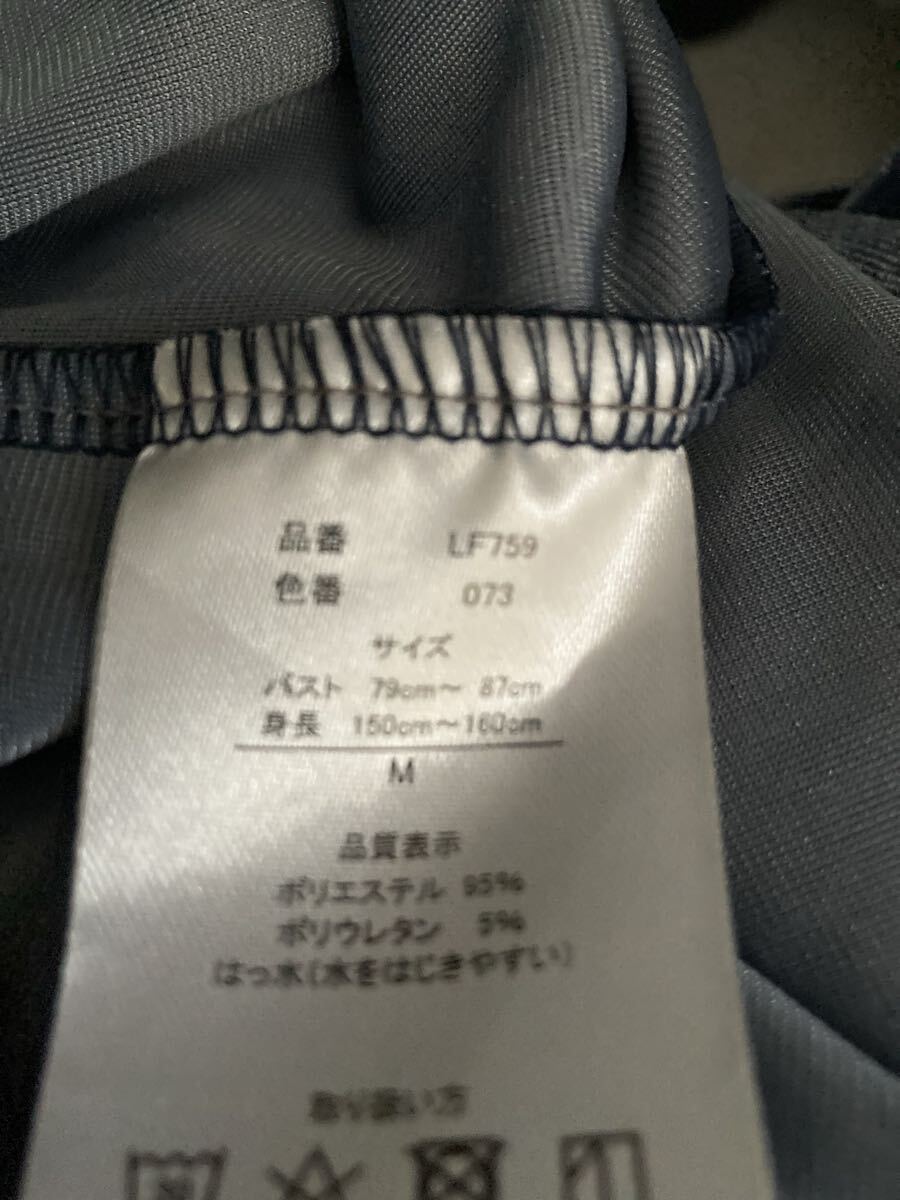 品番 LF759
色番 073
サイズ
バスト 79cm～ 87cm
身長 150cm～160cm
M
品質表示
ポリエステル 95%
ポリウレタン 5%
はっ水(水をはじきやすい)
取り扱い方